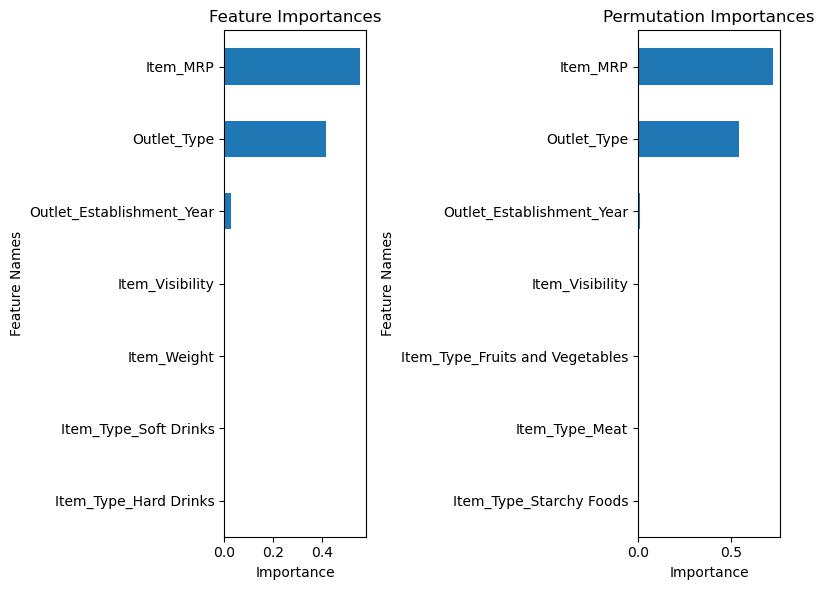 Feature Importances
Feature Names
Item_MRP
Outlet_Type
Outlet_Establishment_Year
Item_Visibility
Item_Weight
Item_Type_Soft Drinks
Item_Type_Hard Drinks
0.0 0.2 0.4
Importance
Permutation Importances
Feature Names
Item_MRP
Outlet_Type
Outlet_Establishment_Year
Item_Visibility
Item_Type_Fruits and Vegetables
Item_Type_Meat
Item_Type_Starchy Foods
0.0 0.5
Importance